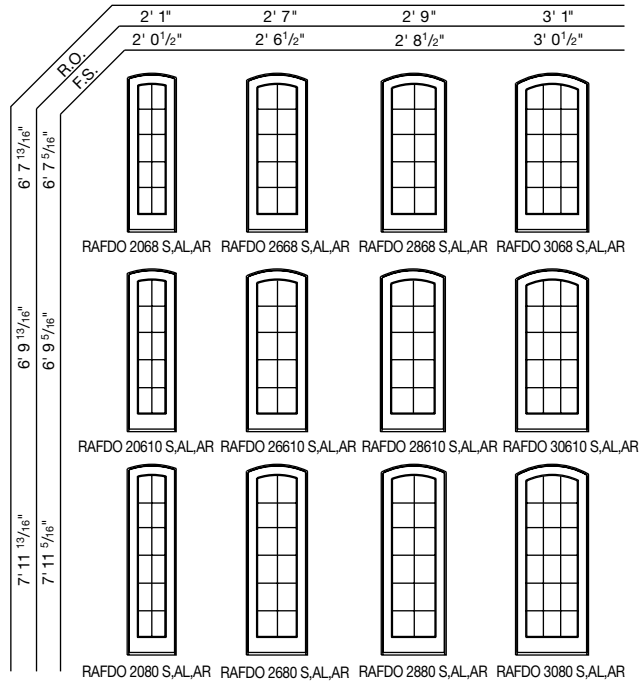 2' 1" 2' 7" 2' 9" 3' 1"
R.O.
2' 0 1/2" 2' 6 1/2" 2' 8 1/2" 3' 0 1/2"
F.S.
6' 7 13/16" 6' 7 5/16"
RAFDO 2068 S,AL,AR RAFDO 2668 S,AL,AR RAFDO 2868 S,AL,AR RAFDO 3068 S,AL,AR
6' 9 13/16" 6' 9 5/16"
RAFDO 20610 S,AL,AR RAFDO 26610 S,AL,AR RAFDO 28610 S,AL,AR RAFDO 30610 S,AL,AR
7' 11 13/16" 7' 11 5/16"
RAFDO 2080 S,AL,AR RAFDO 2680 S,AL,AR RAFDO 2880 S,AL,AR RAFDO 3080 S,AL,AR